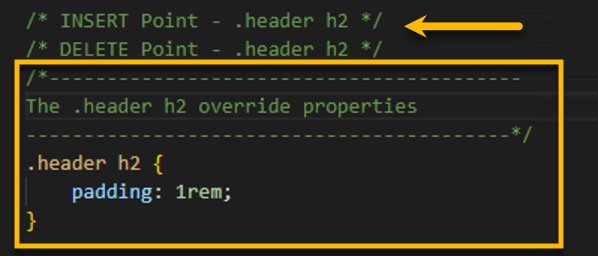 /* INSERT Point - .header h2 */
/* DELETE Point - .header h2 */
/*-----------------------------------------
The .header h2 override properties
------------------------------------------*/
.header h2 {
padding: 1rem;
}